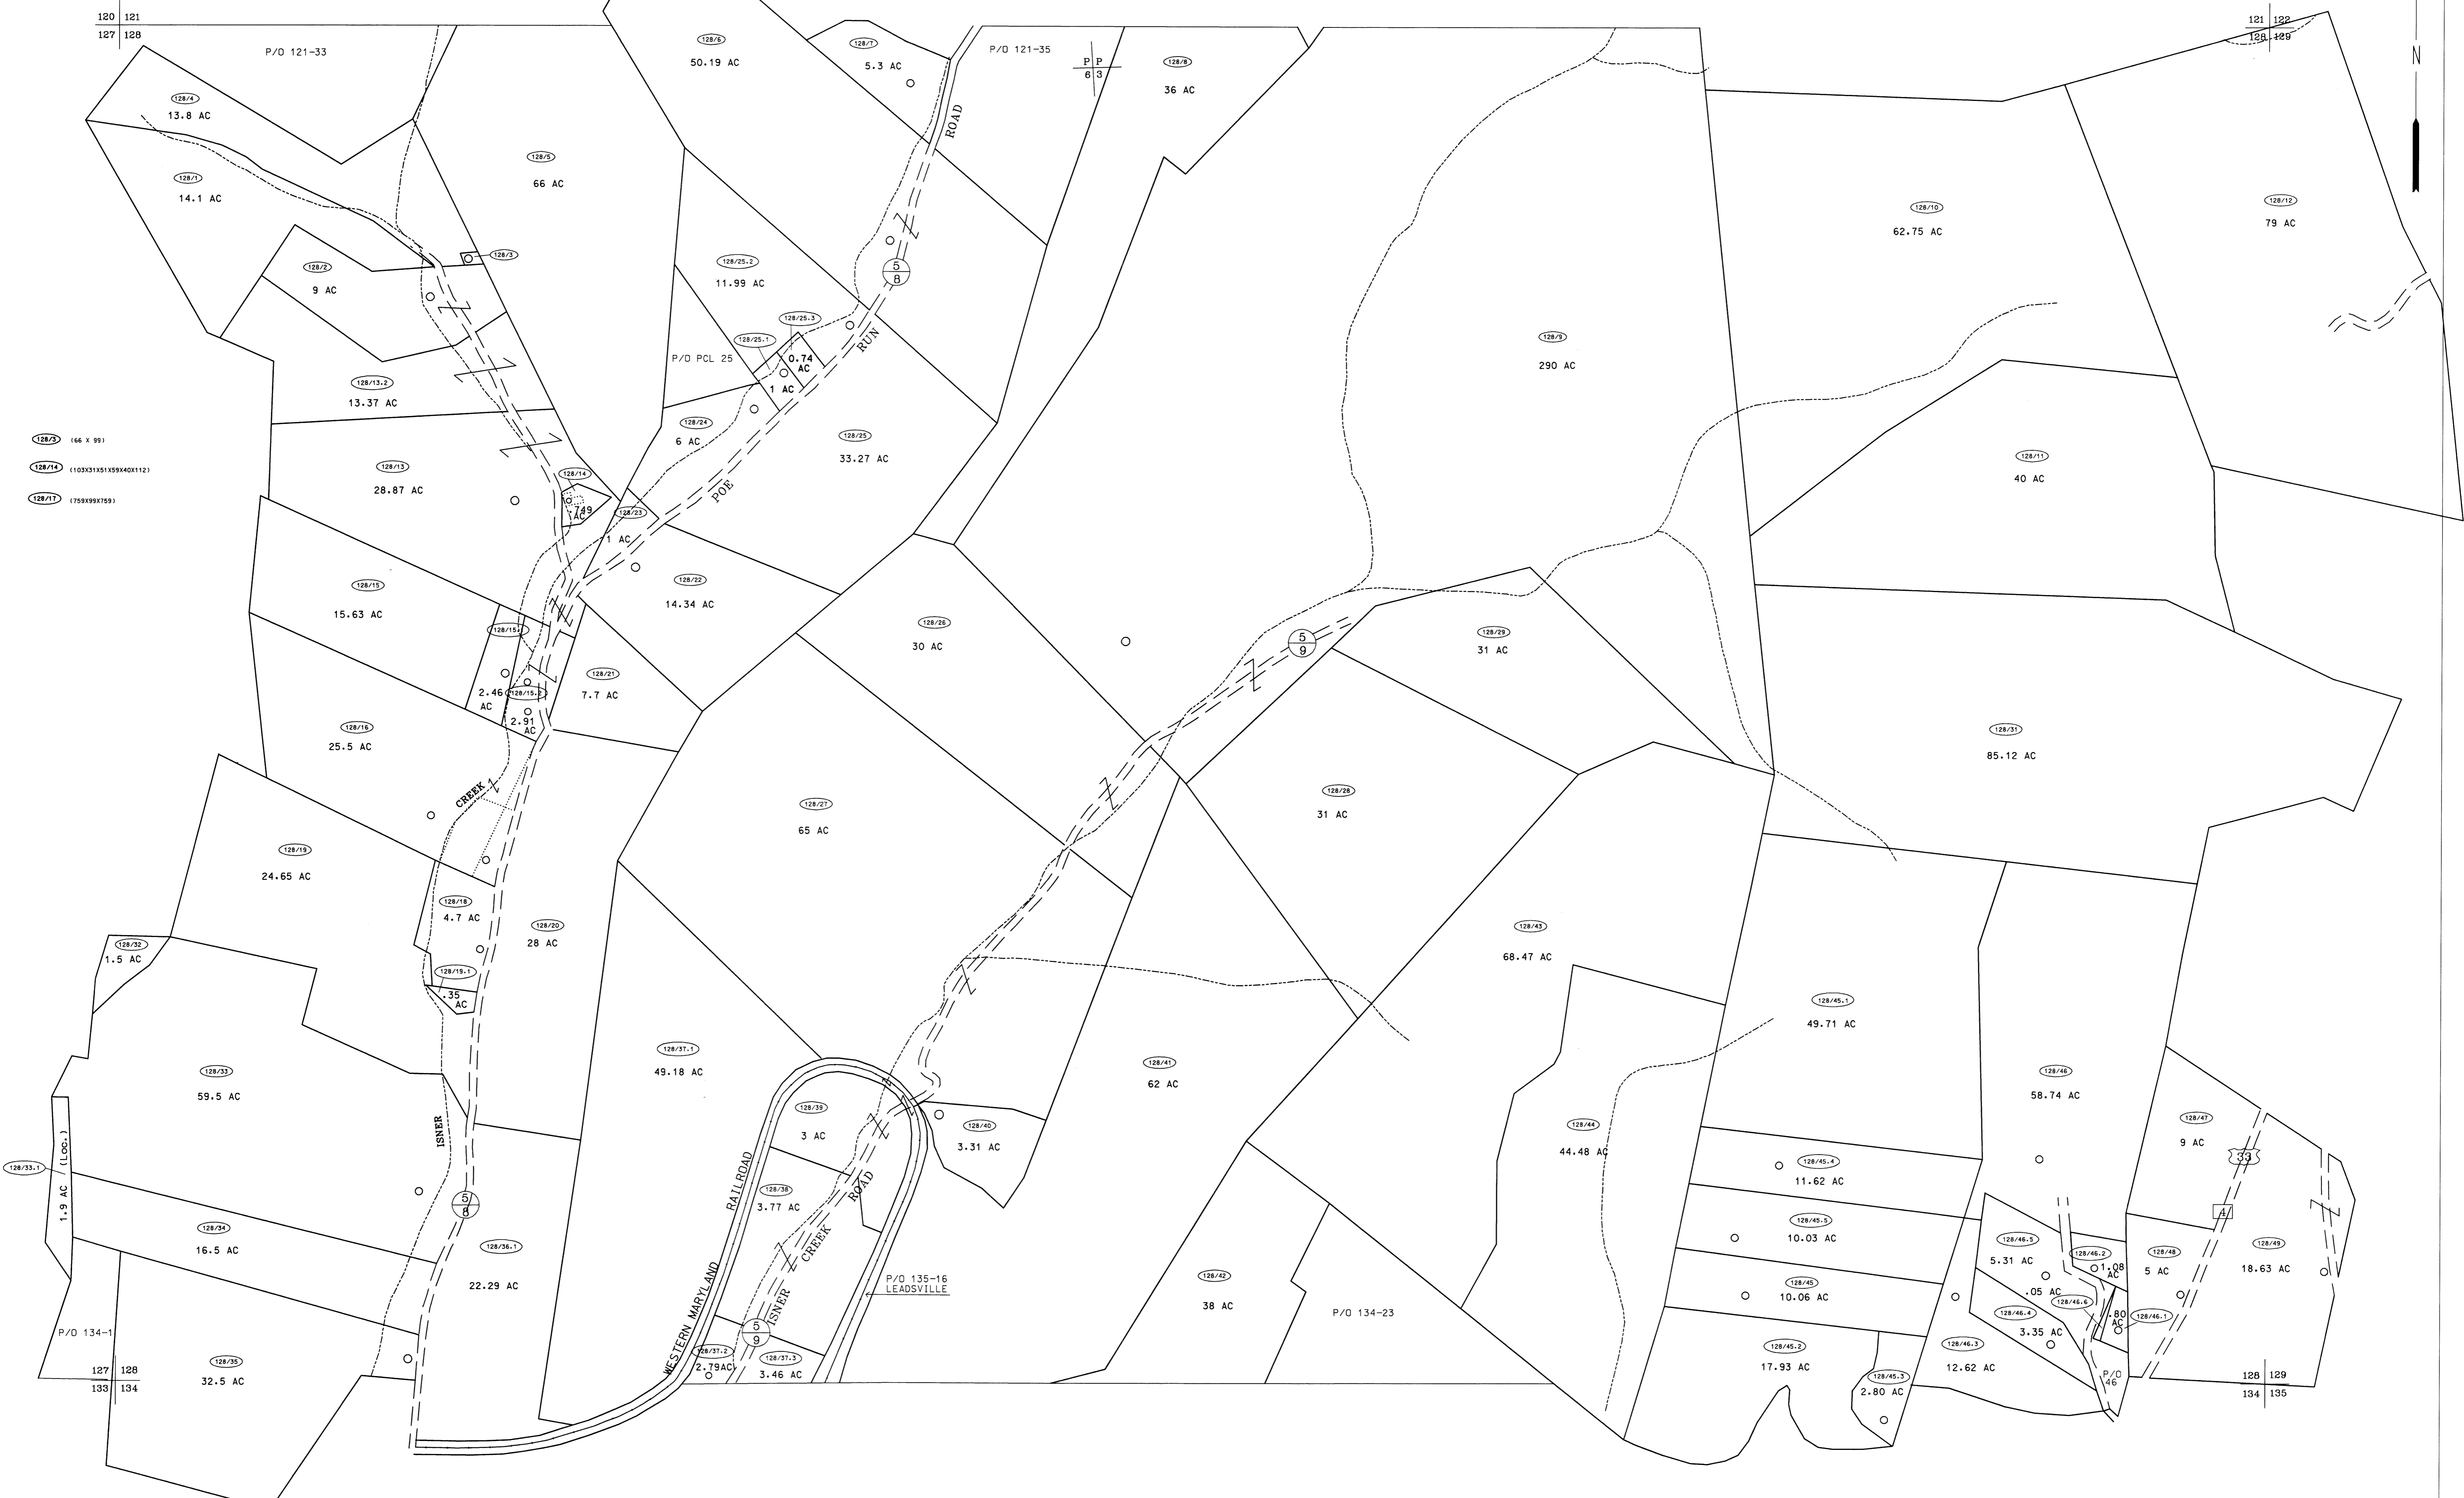 120 121
127 128
P/O 121-33
128/6
50.19 AC
128/7
5.3 AC
P/O 121-35
P P
6 3
128/8
36 AC
121 122
128 129
N
128/4
13.8 AC
128/1
14.1 AC
128/5
66 AC
ROAD
128/10
62.75 AC
128/12
79 AC
128/2
9 AC
128/3
128/25.2
11.99 AC
5
8
128/25.3
128/25.1
0.74
AC
1 AC
RUN
P/O PCL 25
128/9
290 AC
128/13.2
13.37 AC
128/24
6 AC
128/25
33.27 AC
128/3 (66 X 99)
128/14 (103X31X51X59X40X112)
128/17 (759X99X759)
128/13
28.87 AC
128/14
.749
AC
128/23
1 AC
POE
128/11
40 AC
128/15
15.63 AC
128/22
14.34 AC
128/26
30 AC
5
9
128/29
31 AC
128/21
7.7 AC
2.46
AC
128/15.2
2.91
AC
128/16
25.5 AC
CREEK
128/31
85.12 AC
128/27
65 AC
128/28
31 AC
128/19
24.65 AC
128/18
4.7 AC
128/20
28 AC
128/43
68.47 AC
128/32
1.5 AC
128/19.1
.35
AC
128/45.1
49.71 AC
128/33
59.5 AC
128/37.1
49.18 AC
128/41
62 AC
128/46
58.74 AC
128/39
3 AC
128/40
3.31 AC
128/44
44.48 AC
128/47
9 AC
ISNER
128/33.1
1.9 AC (Loc.)
33
128/45.4
11.62 AC
RAILROAD
128/38
3.77 AC
ROAD
5
8
4
128/34
16.5 AC
128/36.1
22.29 AC
CREEK
128/45.5
10.03 AC
128/46.5
5.31 AC
128/46.2
1.08
AC
128/48
5 AC
128/49
18.63 AC
P/O 135-16
LEADSVILLE
128/42
38 AC
P/O 134-23
128/45
10.06 AC
.05 AC
128/46.6
128/46.4
3.35 AC
.80
AC
128/46.1
WESTERN MARYLAND
ISNER
5
9
P/O 134-1
128/35
32.5 AC
127 128
133 134
128/37.2
2.79AC
128/37.3
3.46 AC
128/45.2
17.93 AC
128/45.3
2.80 AC
128/46.3
12.62 AC
P/O
46
128 129
134 135